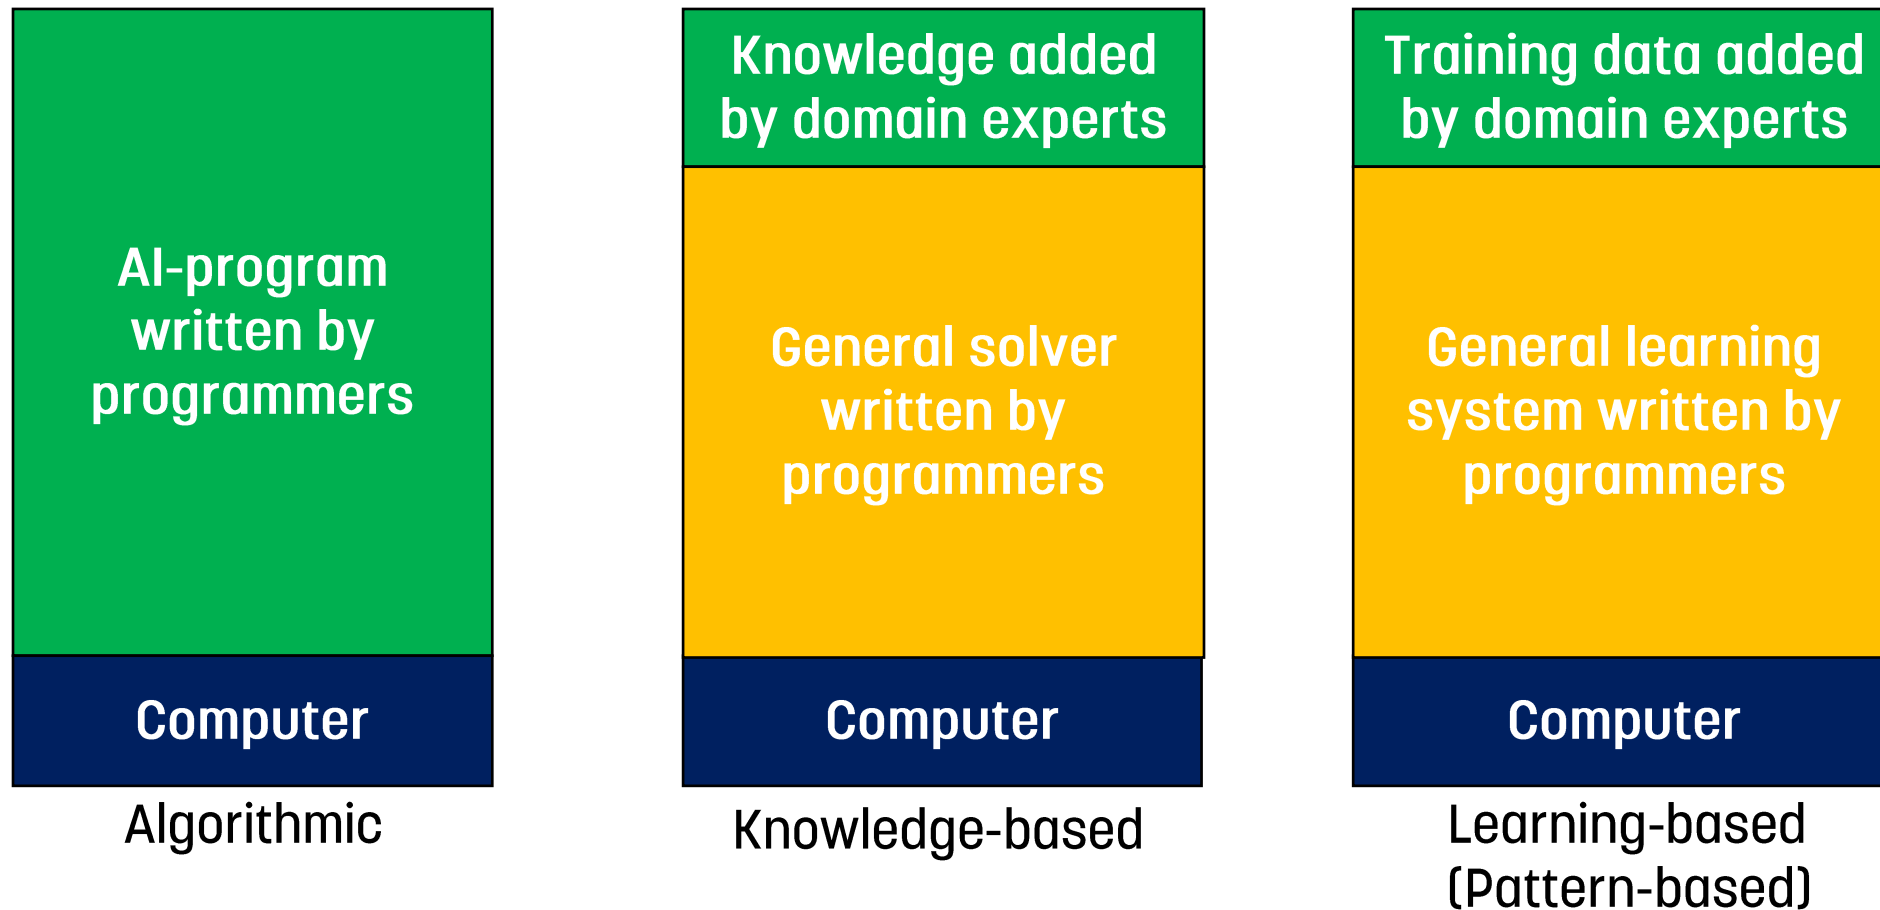 AI-program
written by
programmers
Computer
Algorithmic
Knowledge added
by domain experts
General solver
written by
programmers
Computer
Knowledge-based
Training data added
by domain experts
General learning
system written by
programmers
Computer
Learning-based
(Pattern-based)